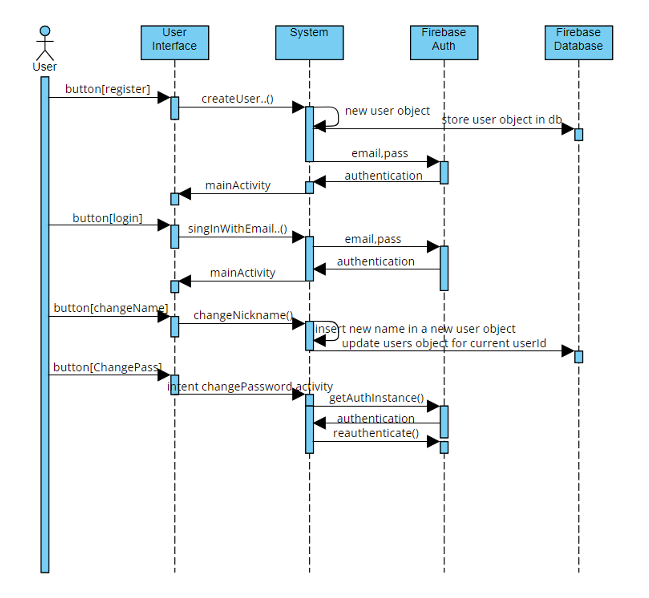 User
User
Interface
System
Firebase
Auth
Firebase
Database
button[register]
createUser..()
new user object
store user object in db
email,pass
authentication
mainActivity
button[login]
singInWithEmail..()
email,pass
authentication
mainActivity
button[changeName]
changeNickname()
insert new name in a new user object
update users object for current userId
button[ChangePass]
intent changePassword activity
getAuthInstance()
authentication
reauthenticate()